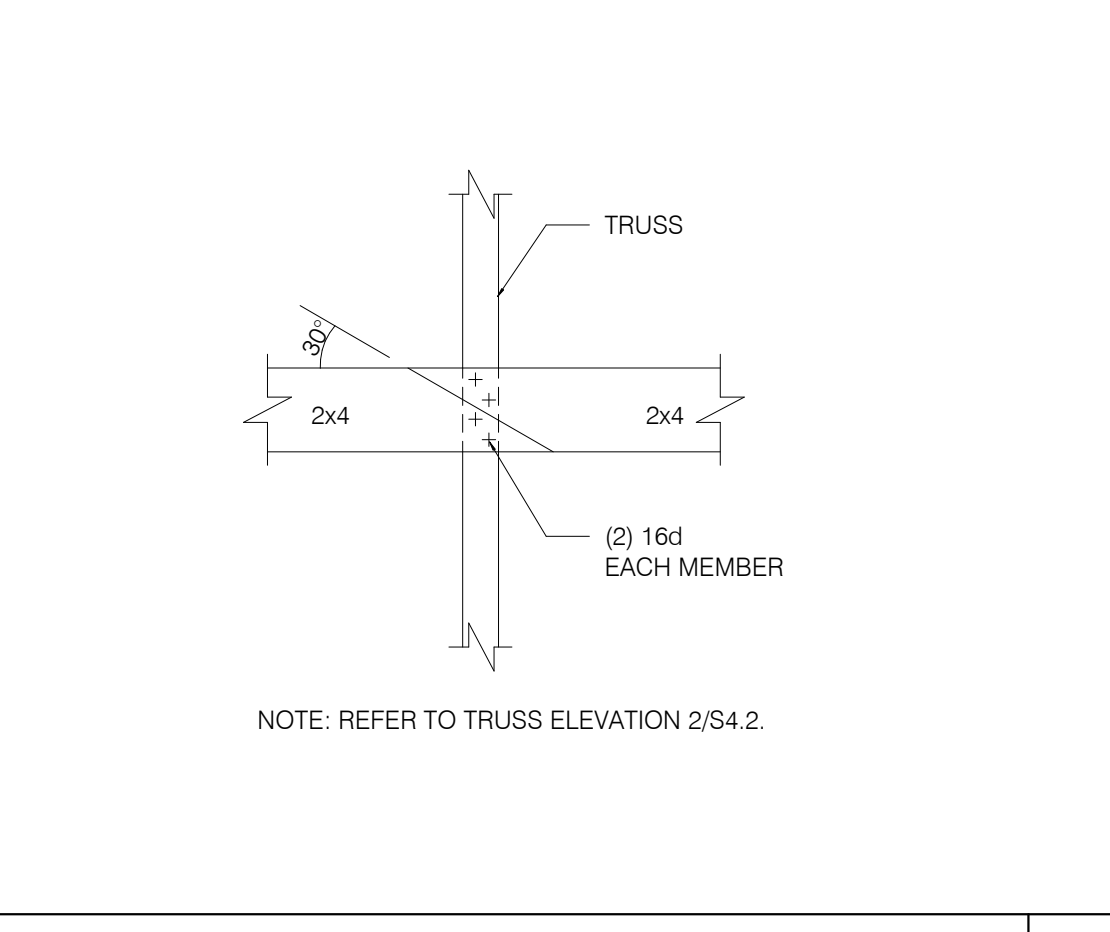 TRUSS
30°
2x4
2x4
(2) 16d
EACH MEMBER
NOTE: REFER TO TRUSS ELEVATION 2/S4.2.